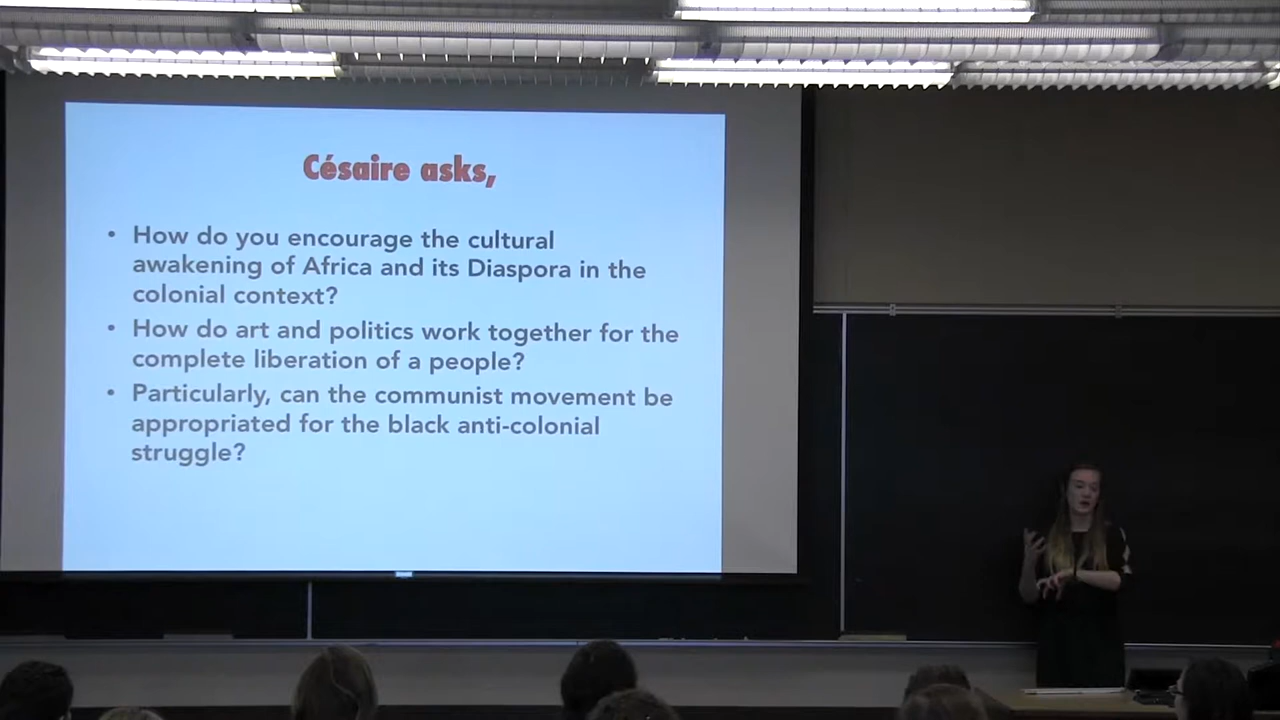 Césaire asks,
• How do you encourage the cultural
awakening of Africa and its Diaspora in the
colonial context?
• How do art and politics work together for the
complete liberation of a people?
• Particularly, can the communist movement be
appropriated for the black anti-colonial
struggle?